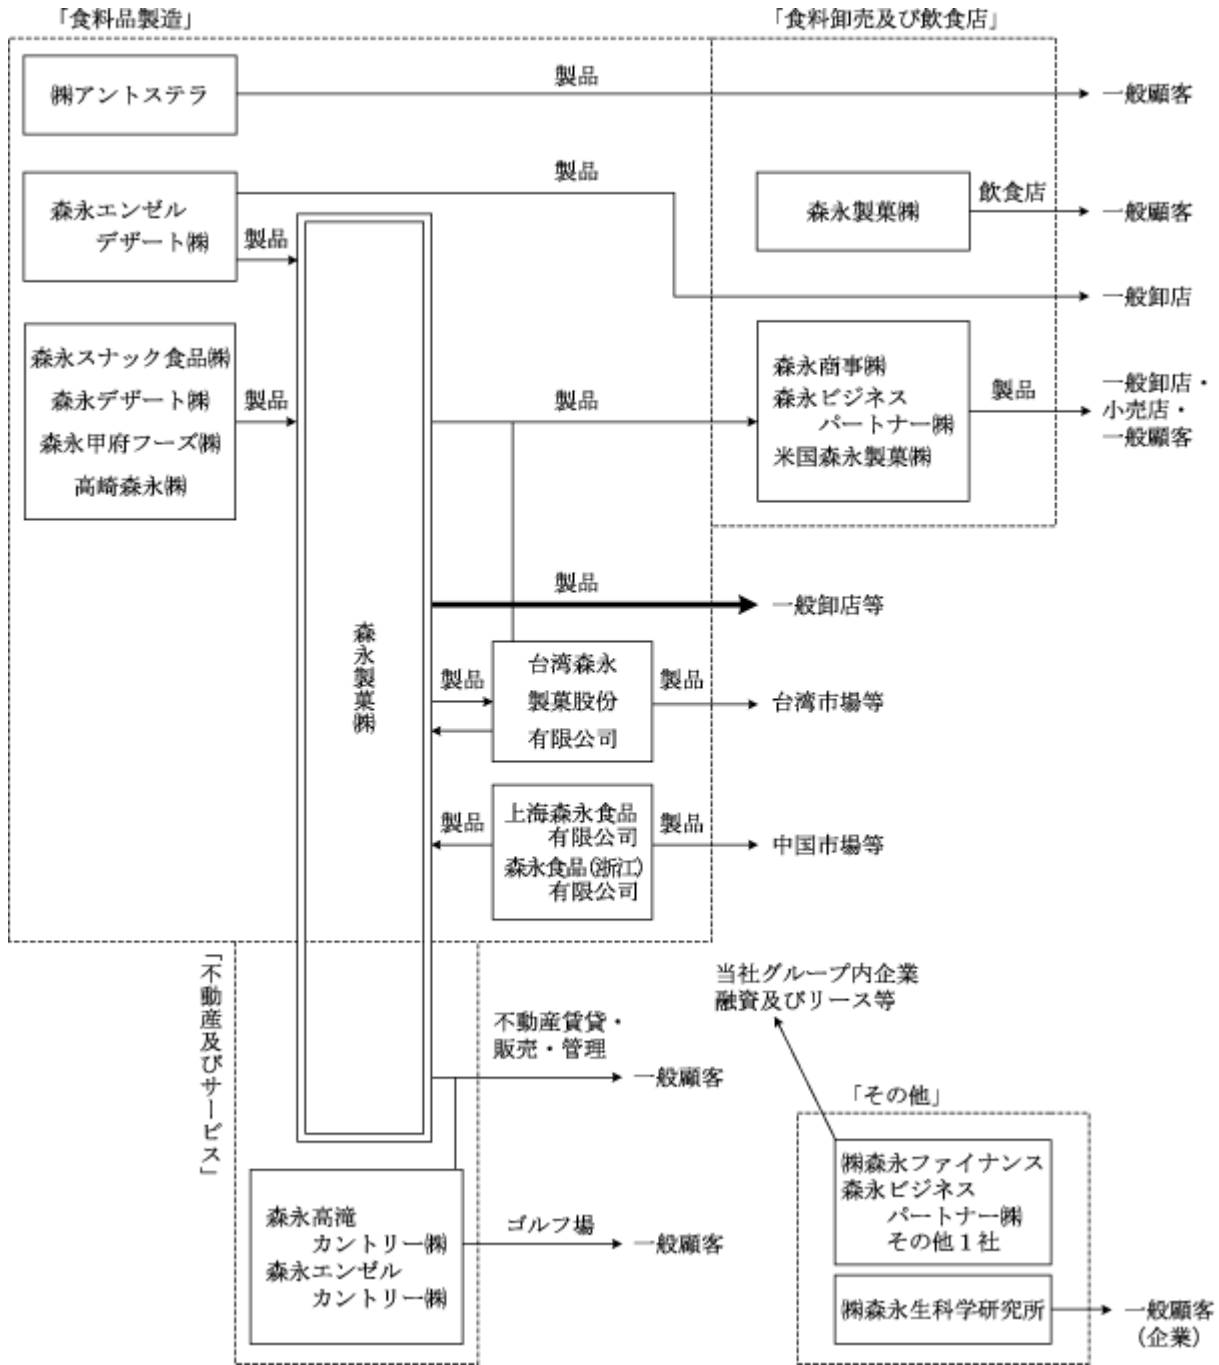 「食料品製造」
「食料卸売及び飲食店」
㈱アントステラ
製品
一般顧客
森永エンゼル
デザート㈱
製品
製品
森永製菓㈱
飲食店
一般顧客
一般卸店
森永スナック食品㈱
森永デザート㈱
森永甲府フーズ㈱
高崎森永㈱
製品
製品
森永商事㈱
森永ビジネス
パートナー㈱
米国森永製菓㈱
製品
一般卸店・
小売店・
一般顧客
森永製菓㈱
製品
一般卸店等
製品
台湾森永
製菓股份
有限公司
製品
台湾市場等
製品
上海森永食品
有限公司
森永食品(浙江)
有限公司
製品
中国市場等
「不動産及びサービス」
不動産賃貸・
販売・管理
一般顧客
森永高滝
カントリー㈱
森永エンゼル
カントリー㈱
ゴルフ場
一般顧客
当社グループ内企業
融資及びリース等
「その他」
㈱森永ファイナンス
森永ビジネス
パートナー㈱
その他1社
㈱森永生科学研究所
一般顧客
(企業)